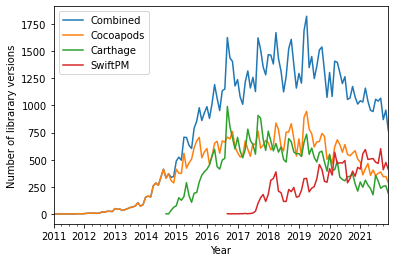 Combined
Cocoapods
Carthage
SwiftPM
Number of librarary versions
1750
1500
1250
1000
750
500
250
0
2011 2012 2013 2014 2015 2016 2017 2018 2019 2020 2021
Year